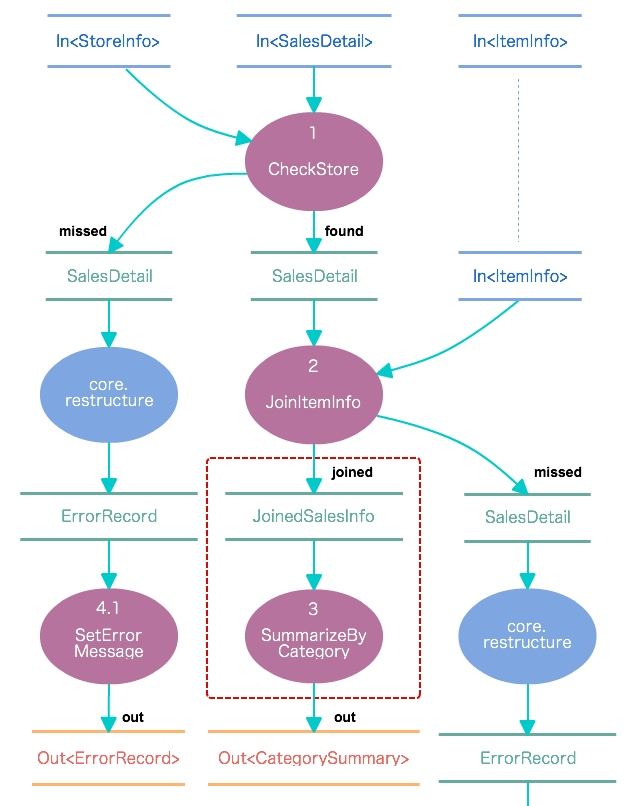 In<StoreInfo>
In<SalesDetail>
In<ItemInfo>
1
CheckStore
missed
found
SalesDetail
SalesDetail
In<ItemInfo>
core.
restructure
2
JoinItemInfo
joined
missed
ErrorRecord
JoinedSalesInfo
SalesDetail
4.1
SetError
Message
3
SummarizeBy
Category
core.
restructure
out
out
Out<ErrorRecord>
Out<CategorySummary>
ErrorRecord